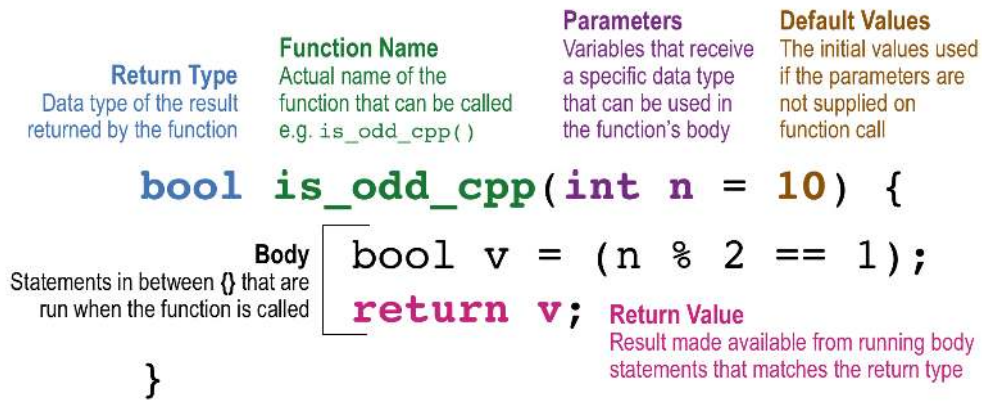 Return Type
Data type of the result
returned by the function
Function Name
Actual name of the
function that can be called
e.g. is_odd_cpp()
Parameters
Variables that receive
a specific data type
that can be used in
the function's body
Default Values
The initial values used
if the parameters are
not supplied on
function call
bool is_odd_cpp(int n = 10) {
Body
Statements in between {} that are
run when the function is called
bool v = (n % 2 == 1);
return v;
Return Value
Result made available from running body
statements that matches the return type
}